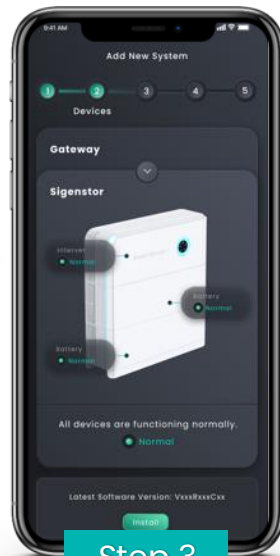 9:41 AM
Add New System
1 2 3 4 5
Devices
Gateway
Sigenstor
Interver
Normal
Battery
Normal
Battery
Normal
All devices are functioning normally.
Normal
Latest Software Version: VxxxRxxxCxx
Install
Step 3